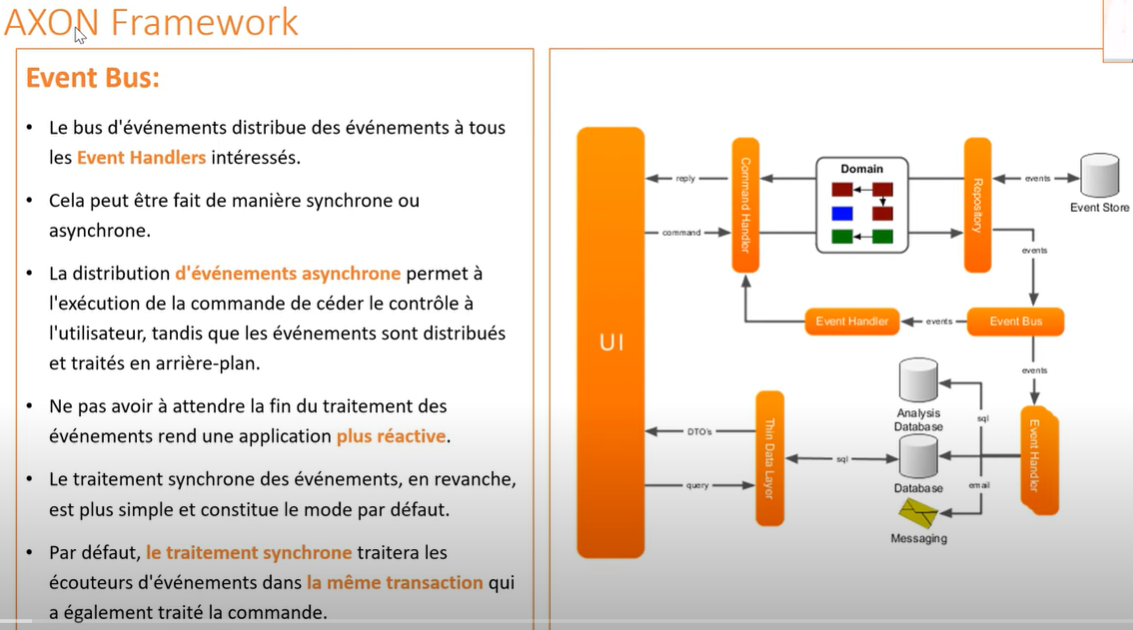 AXON Framework
Event Bus:
• Le bus d'événements distribue des événements à tous
les Event Handlers intéressés.
• Cela peut être fait de manière synchrone ou
asynchrone.
• La distribution d'événements asynchrone permet à
l'exécution de la commande de céder le contrôle à
l'utilisateur, tandis que les événements sont distribués
et traités en arrière-plan.
• Ne pas avoir à attendre la fin du traitement des
événements rend une application plus réactive.
• Le traitement synchrone des événements, en revanche,
est plus simple et constitue le mode par défaut.
• Par défaut, le traitement synchrone traitera les
écouteurs d'événements dans la même transaction qui
a également traité la commande.
UI
reply
command
Command Handler
Domain
Repository
events
Event Store
events
Event Handler
events
Event Bus
events
Analysis
Database
sql
Event Handler
DTO's
Thin Data Layer
sql
Database
query
email
Messaging